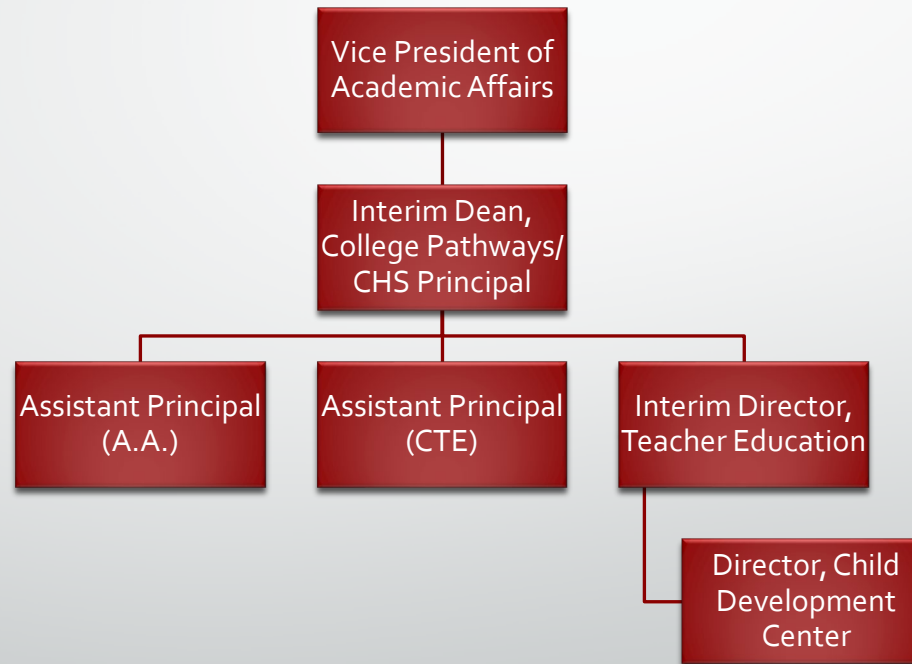 Vice President of
Academic Affairs
Interim Dean,
College Pathways/
CHS Principal
Assistant Principal
(A.A.)
Assistant Principal
(CTE)
Interim Director,
Teacher Education
Director, Child
Development
Center